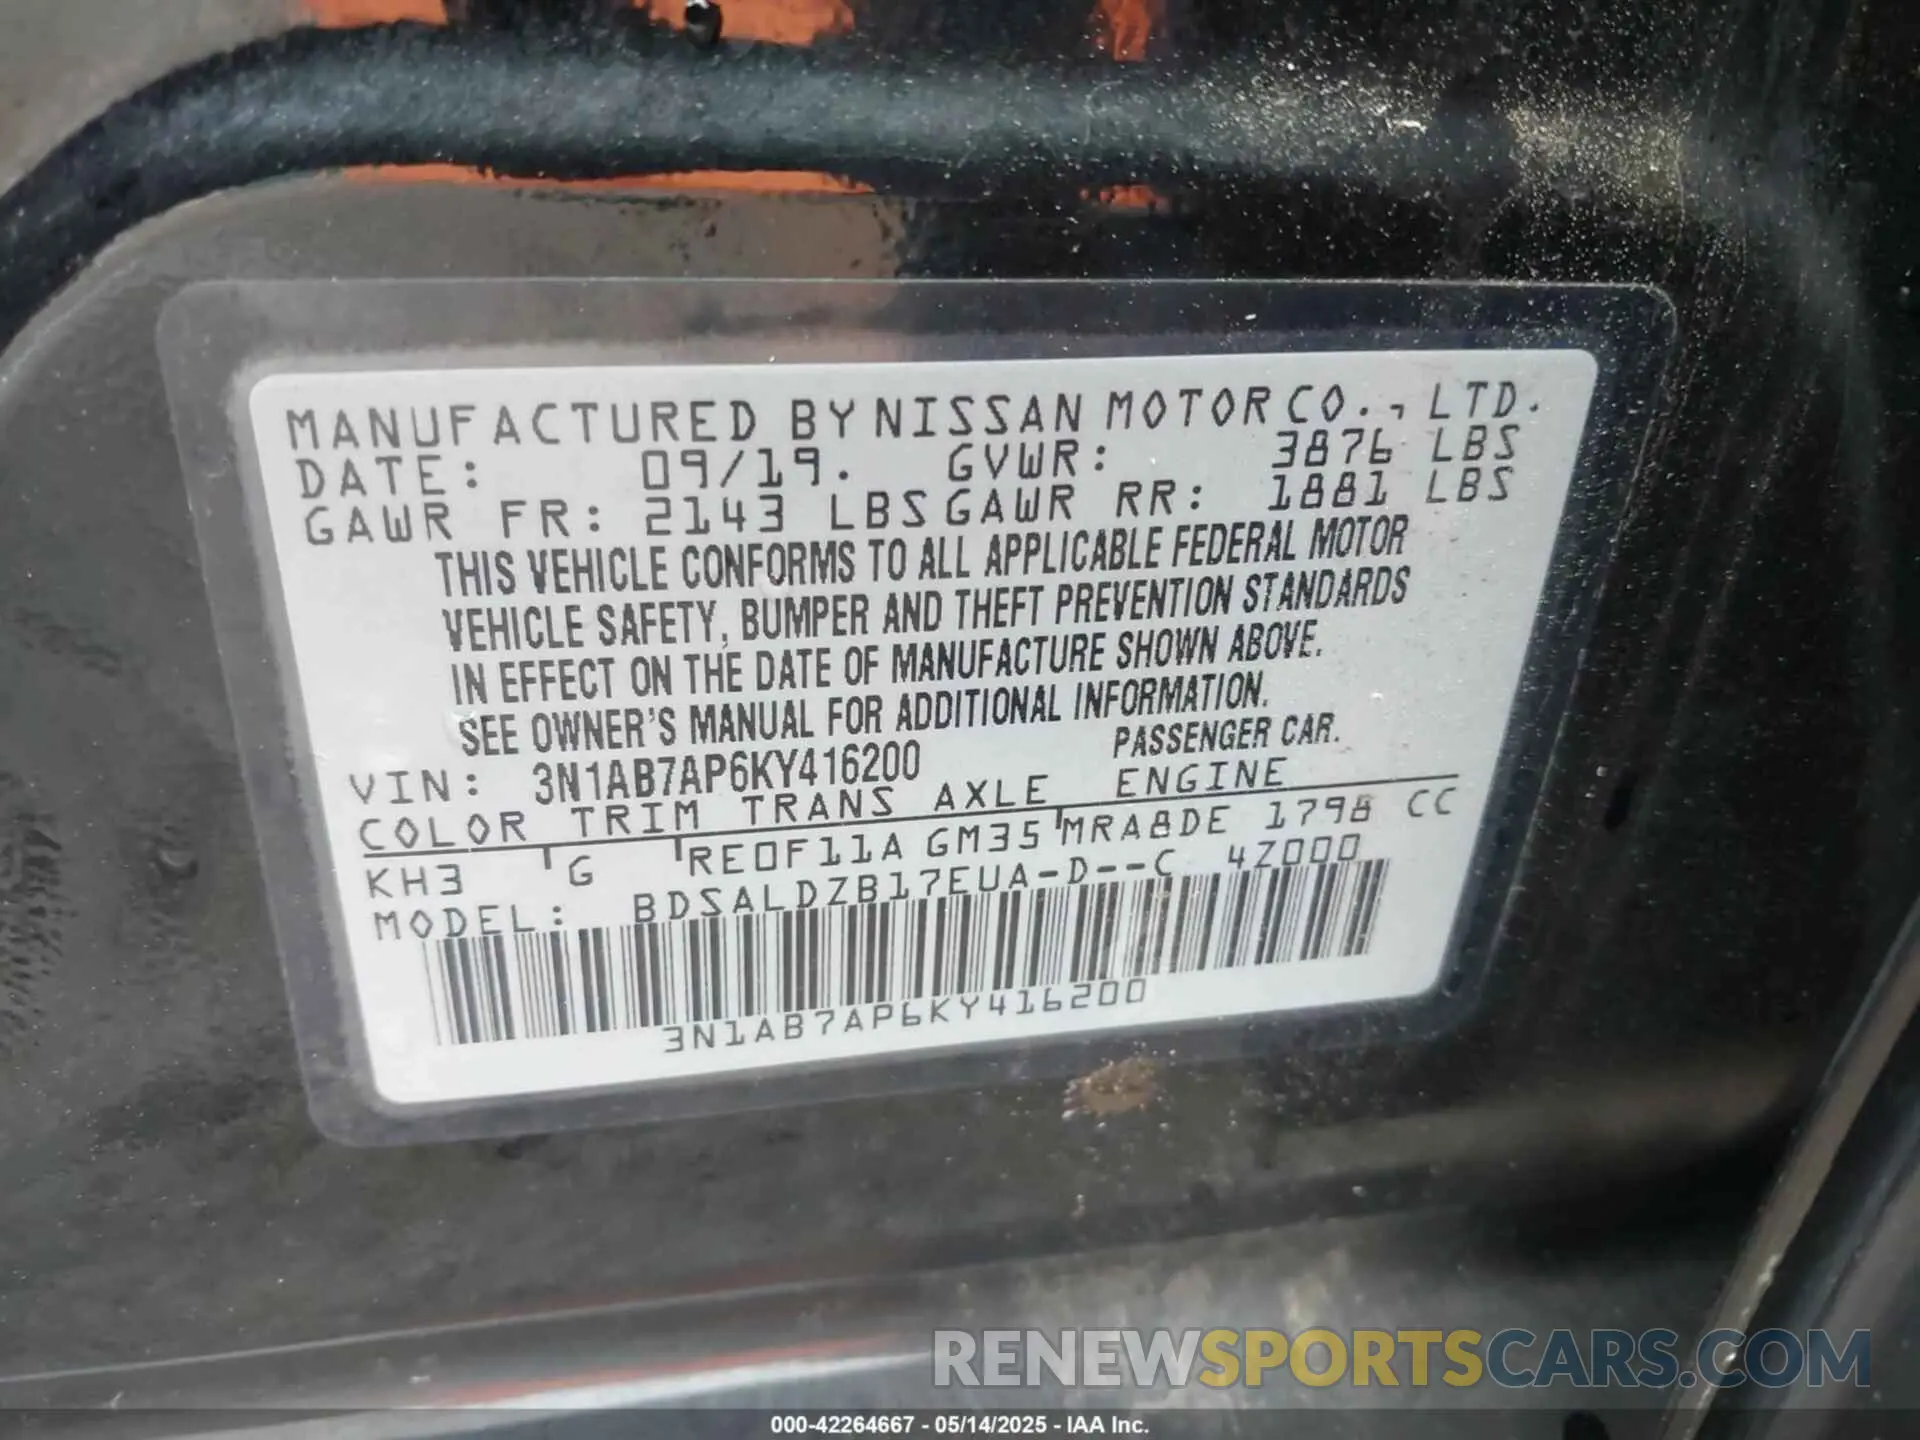 MANUFACTURED BY NISSAN MOTOR CO., LTD.
DATE: 09/19. GVWR: 3876 LBS
GAWR FR: 2143 LBS GAWR RR: 1881 LBS
THIS VEHICLE CONFORMS TO ALL APPLICABLE FEDERAL MOTOR
VEHICLE SAFETY, BUMPER AND THEFT PREVENTION STANDARDS
IN EFFECT ON THE DATE OF MANUFACTURE SHOWN ABOVE.
SEE OWNER'S MANUAL FOR ADDITIONAL INFORMATION.
VIN: 3N1AB7AP6KY416200 PASSENGER CAR.
COLOR TRIM TRANS AXLE ENGINE
KH3 G RE0F11A GM35 MRA8DE 1798 CC
MODEL: BDSALDZB17EUA-D--C 4Z000
3N1AB7AP6KY416200
RENEWSPORTSCARS.COM
000-42264667 - 05/14/2025 - IAA Inc.